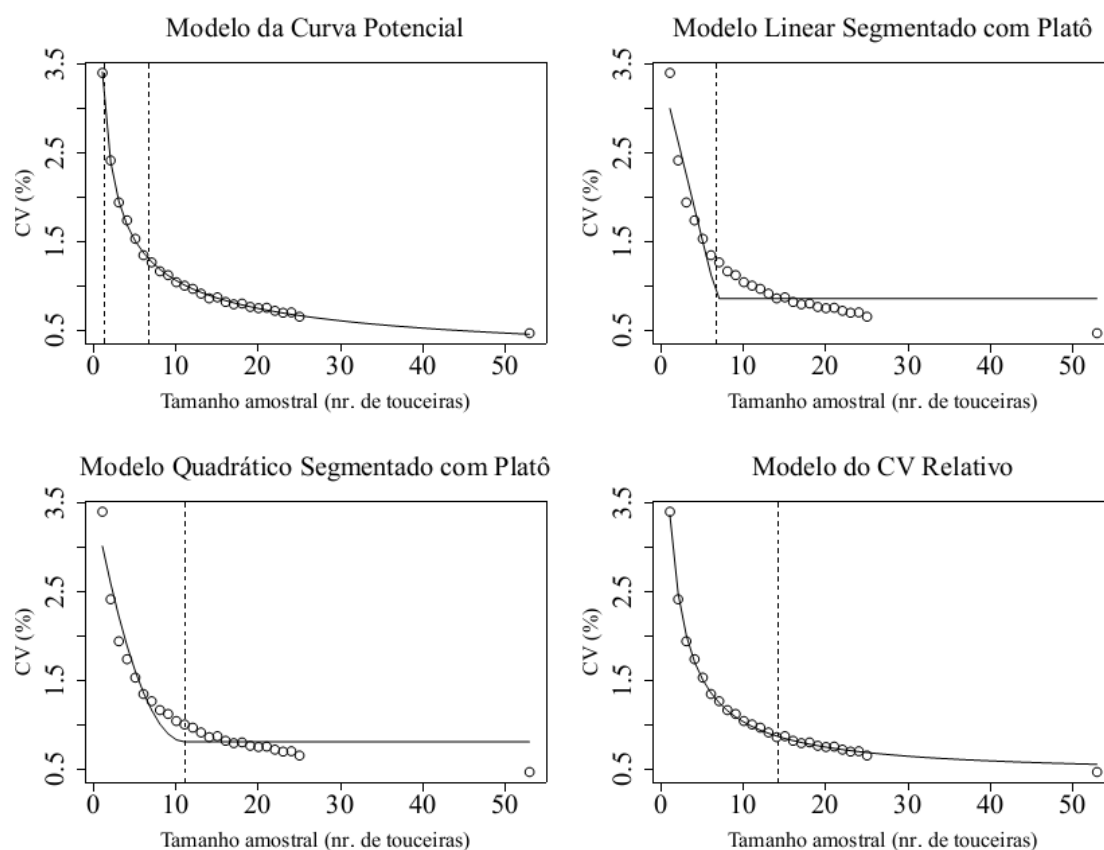 Modelo da Curva Potencial
CV (%)
3.5
2.5
1.5
0.5
0 10 20 30 40 50
Tamanho amostral (nr. de touceiras)
Modelo Linear Segmentado com Platô
CV (%)
3.5
2.5
1.5
0.5
0 10 20 30 40 50
Tamanho amostral (nr. de touceiras)
Modelo Quadrático Segmentado com Platô
CV (%)
3.5
2.5
1.5
0.5
0 10 20 30 40 50
Tamanho amostral (nr. de touceiras)
Modelo do CV Relativo
CV (%)
3.5
2.5
1.5
0.5
0 10 20 30 40 50
Tamanho amostral (nr. de touceiras)